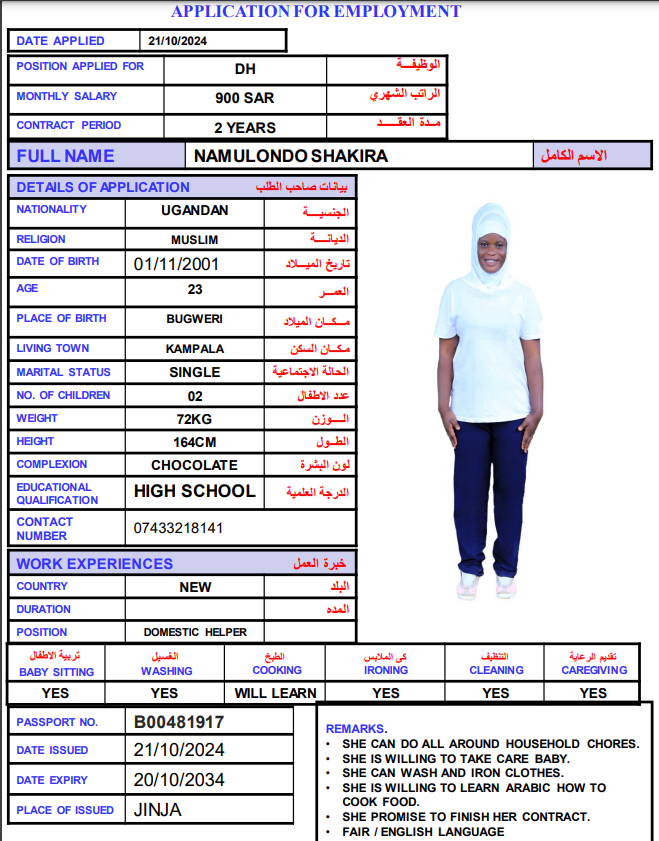 APPLICATION FOR EMPLOYMENT
DATE APPLIED 21/10/2024
POSITION APPLIED FOR DH الوظيفـــة
MONTHLY SALARY 900 SAR الراتب الشهري
CONTRACT PERIOD 2 YEARS مـدة العقـــد
FULL NAME NAMULONDO SHAKIRA الاسم الكامل
DETAILS OF APPLICATION بيانات صاحب الطلب
NATIONALITY UGANDAN الجنسيـــة
RELIGION MUSLIM الديانـــة
DATE OF BIRTH 01/11/2001 تاريخ الميـــلاد
AGE 23 العمـــر
PLACE OF BIRTH BUGWERI مـكـــان الميلاد
LIVING TOWN KAMPALA مكـان السكن
MARITAL STATUS SINGLE الحالة الاجتماعية
NO. OF CHILDREN 02 عدد الاطفال
WEIGHT 72KG الـــوزن
HEIGHT 164CM الطـول
COMPLEXION CHOCOLATE لون البشرة
EDUCATIONAL QUALIFICATION HIGH SCHOOL الدرجة العلمية
CONTACT NUMBER 07433218141
WORK EXPERIENCES خبرة العمل
COUNTRY NEW البلد
DURATION المده
POSITION DOMESTIC HELPER
تربية الاطفال الغسيل الطبخ كى الملابس التنظيف تقديم الرعاية
BABY SITTING WASHING COOKING IRONING CLEANING CAREGIVING
YES YES WILL LEARN YES YES YES
PASSPORT NO. B00481917
DATE ISSUED 21/10/2024
DATE EXPIRY 20/10/2034
PLACE OF ISSUED JINJA
REMARKS.
• SHE CAN DO ALL AROUND HOUSEHOLD CHORES.
• SHE IS WILLING TO TAKE CARE BABY.
• SHE CAN WASH AND IRON CLOTHES.
• SHE IS WILLING TO LEARN ARABIC HOW TO
COOK FOOD.
• SHE PROMISE TO FINISH HER CONTRACT.
• FAIR / ENGLISH LANGUAGE